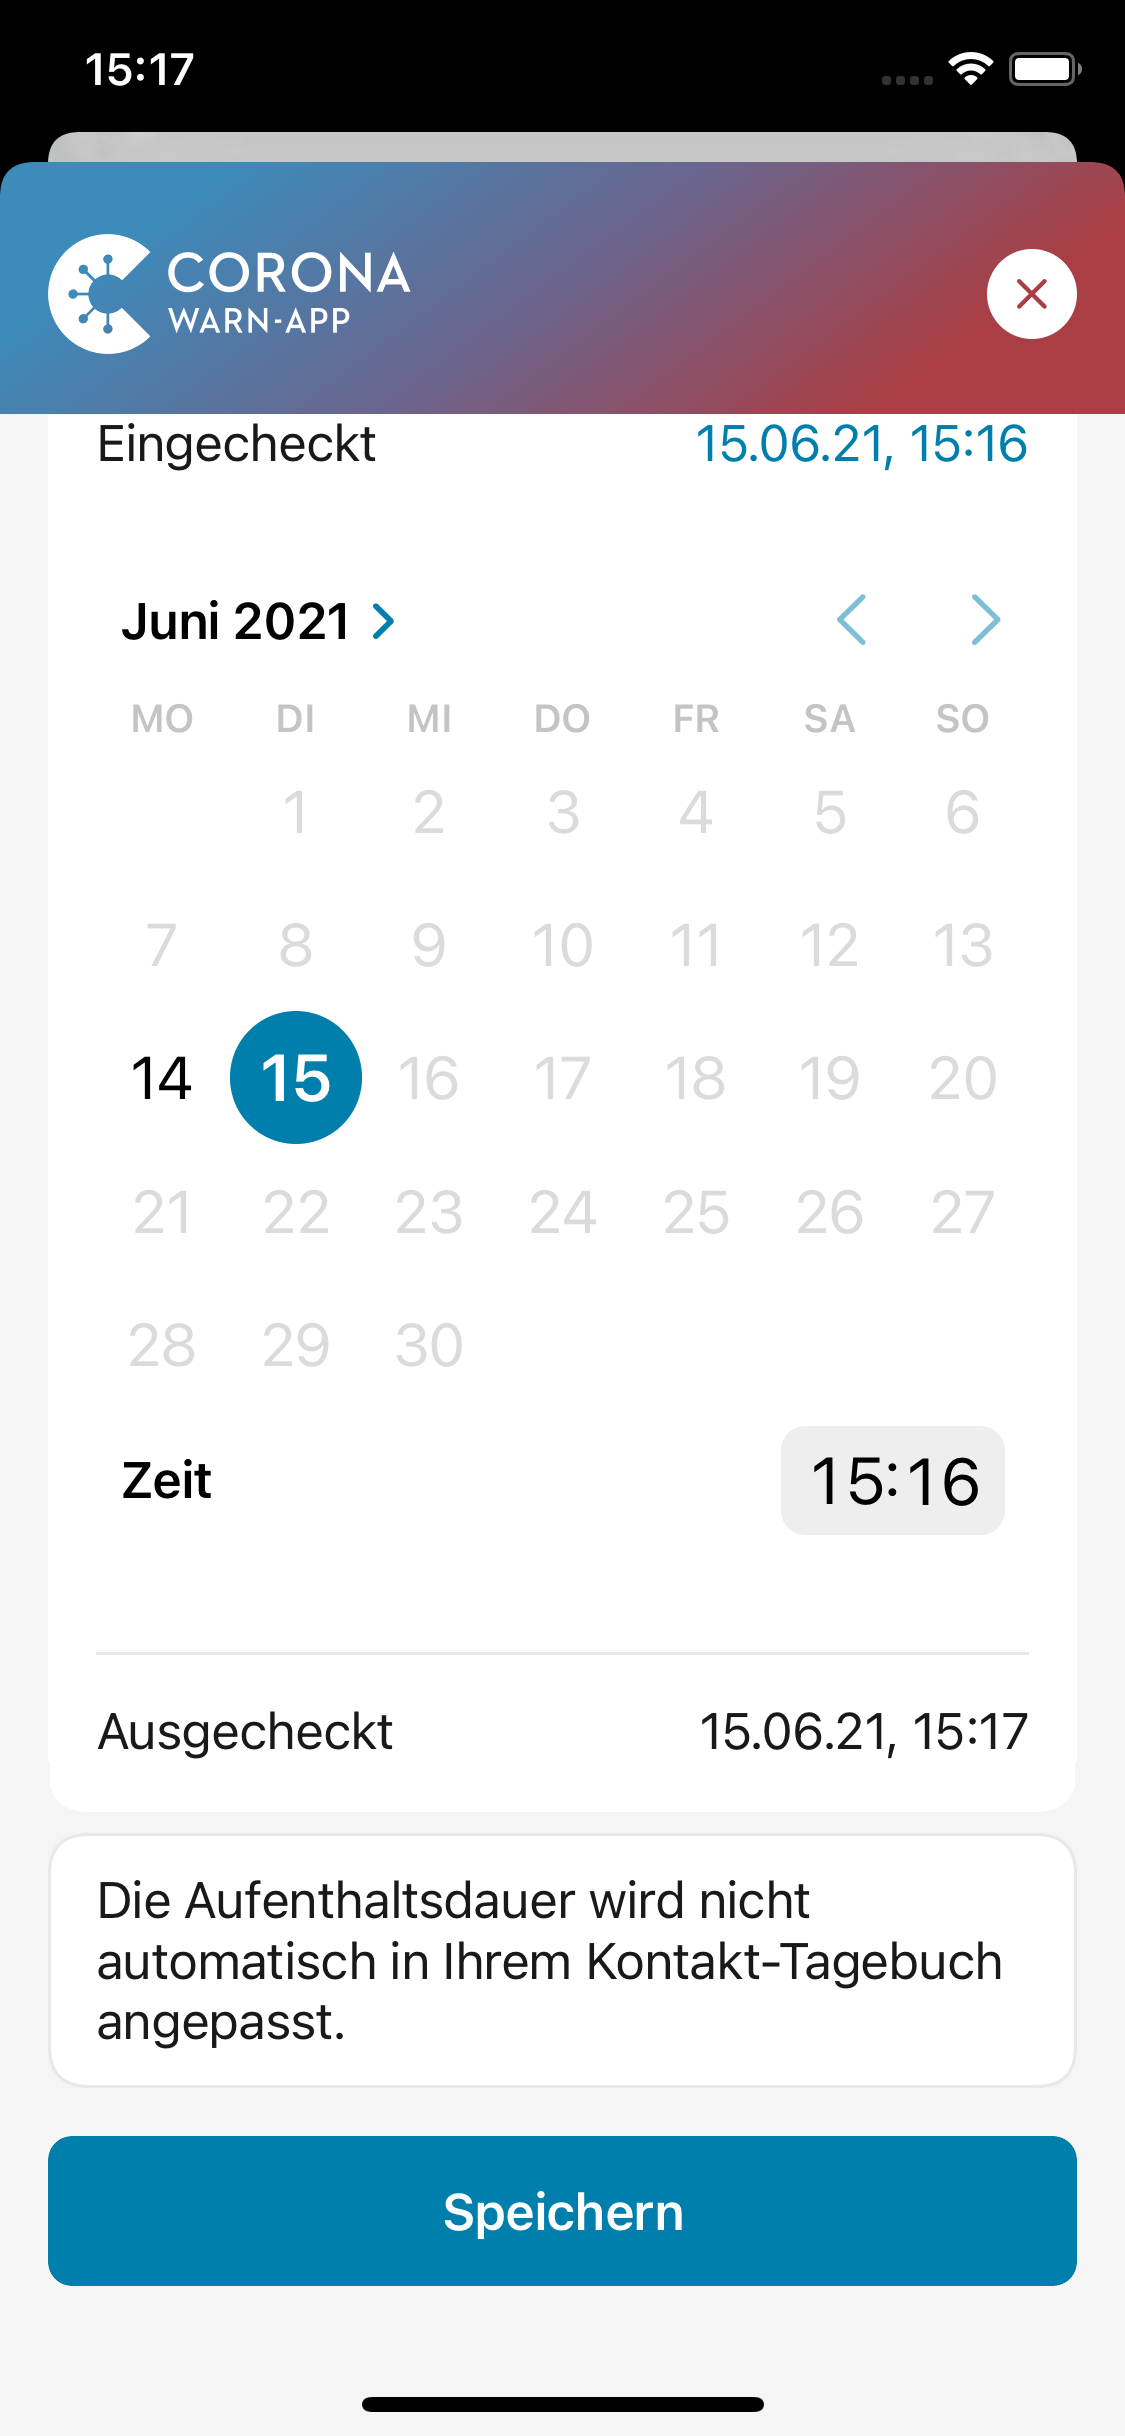 15:17
CORONA
WARN-APP
Eingecheckt 15.06.21, 15:16
Juni 2021
MO DI MI DO FR SA SO
1 2 3 4 5 6
7 8 9 10 11 12 13
14 15 16 17 18 19 20
21 22 23 24 25 26 27
28 29 30
Zeit 15:16
Ausgecheckt 15.06.21, 15:17
Die Aufenthaltsdauer wird nicht
automatisch in Ihrem Kontakt-Tagebuch
angepasst.
Speichern